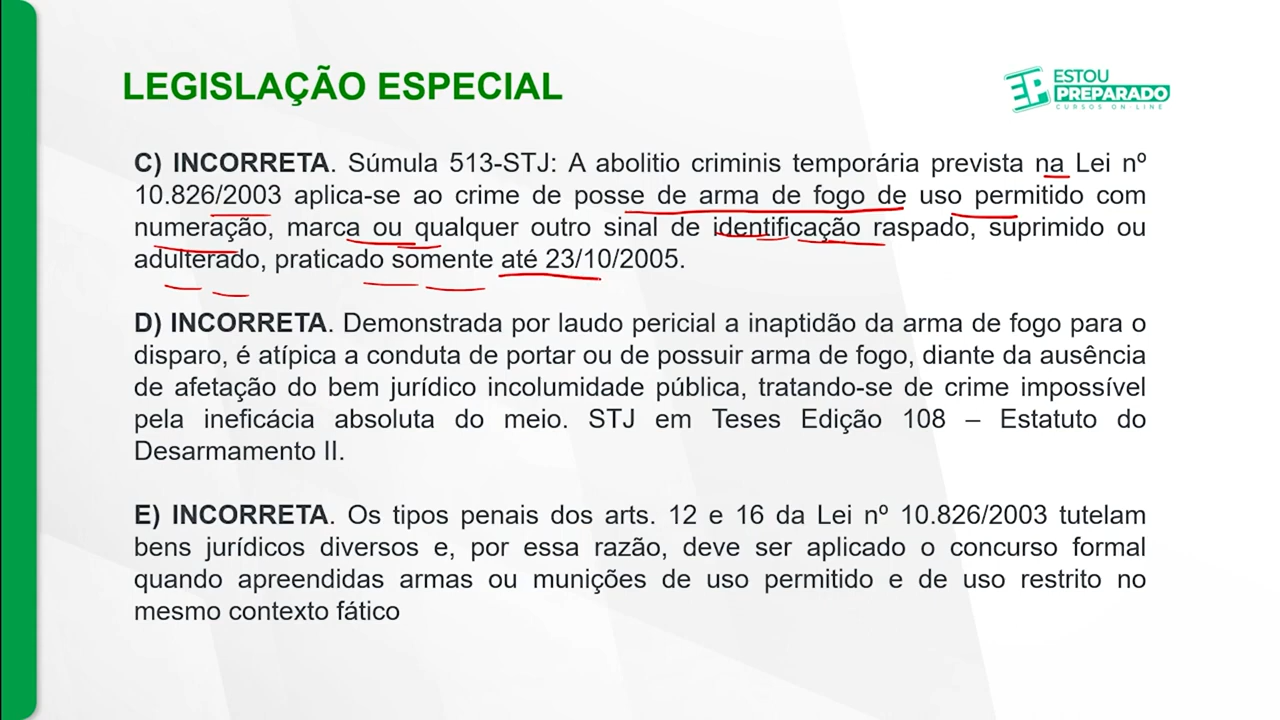 LEGISLAÇÃO ESPECIAL
ESTOU
PREPARADO
CURSOS ON-LINE
C) INCORRETA. Súmula 513-STJ: A abolitio criminis temporária prevista na Lei nº
10.826/2003 aplica-se ao crime de posse de arma de fogo de uso permitido com
numeração, marca ou qualquer outro sinal de identificação raspado, suprimido ou
adulterado, praticado somente até 23/10/2005.
D) INCORRETA. Demonstrada por laudo pericial a inaptidão da arma de fogo para o
disparo, é atípica a conduta de portar ou de possuir arma de fogo, diante da ausência
de afetação do bem jurídico incolumidade pública, tratando-se de crime impossível
pela ineficácia absoluta do meio. STJ em Teses Edição 108 – Estatuto do
Desarmamento II.
E) INCORRETA. Os tipos penais dos arts. 12 e 16 da Lei nº 10.826/2003 tutelam
bens jurídicos diversos e, por essa razão, deve ser aplicado o concurso formal
quando apreendidas armas ou munições de uso permitido e de uso restrito no
mesmo contexto fático